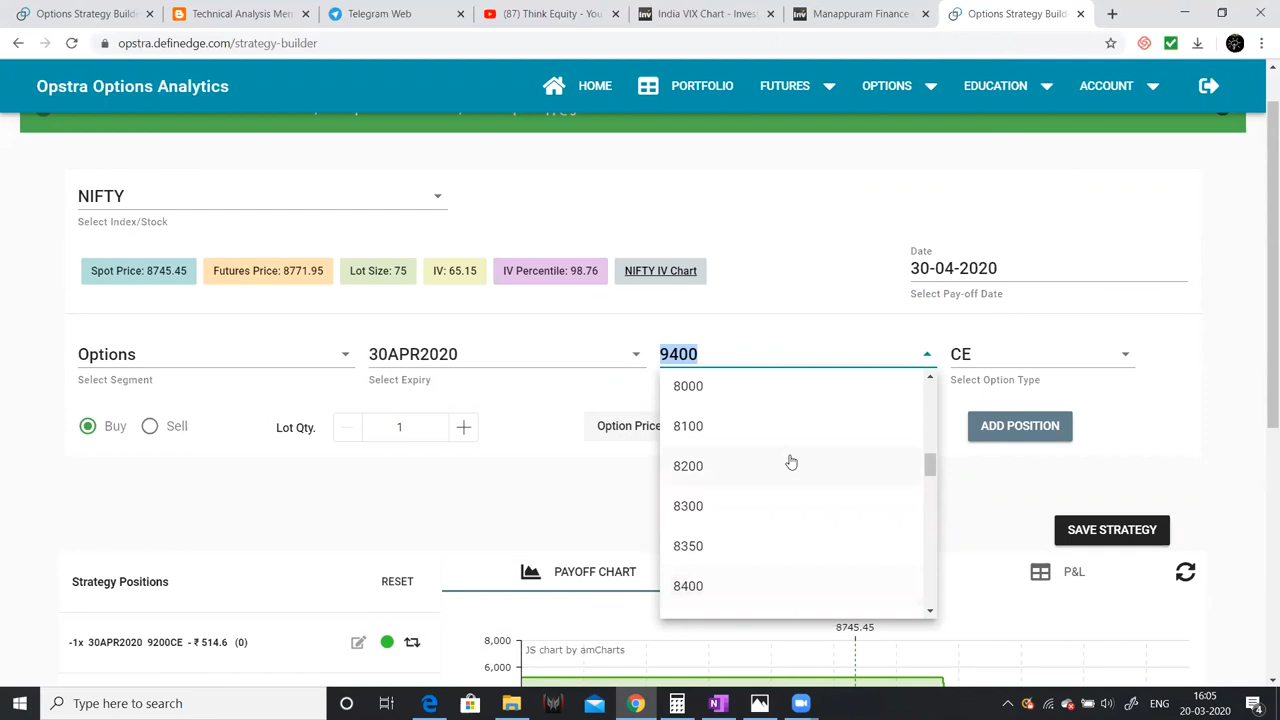 Options Strategy Build
Technical Analysis Men
Telegram Web
(87) Think Equity - You
India VIX Chart - Inves
Manappuram Finance
Options Strategy Build
opstra.definedge.com/strategy-builder
Opstra Options Analytics
HOME
PORTFOLIO
FUTURES
OPTIONS
EDUCATION
ACCOUNT
NIFTY
Select Index/Stock
Spot Price: 8745.45
Futures Price: 8771.95
Lot Size: 75
IV: 65.15
IV Percentile: 98.76
NIFTY IV Chart
Date
30-04-2020
Select Pay-off Date
Options
Select Segment
30APR2020
Select Expiry
9400
CE
Select Option Type
8000
8100
8200
8300
8350
8400
Buy
Sell
Lot Qty.
1
Option Price
ADD POSITION
SAVE STRATEGY
Strategy Positions
RESET
PAYOFF CHART
P&L
-1x 30APR2020 9200CE - ₹ 514.6 (0)
8745.45
8,000
JS chart by amCharts
6,000
Type here to search
ENG
16:05
20-03-2020
4